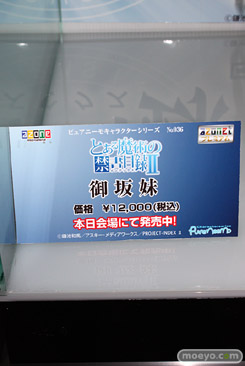 azone
ピュアニーモキャラクターシリーズ No.036
とある魔術の
禁書目録II
御坂妹
価格 ¥12,000(税込)
本日会場にて発売中!
©鎌池和馬/アスキー・メディアワークス/PROJECT-INDEX II
PureNeemo
moeyo.com